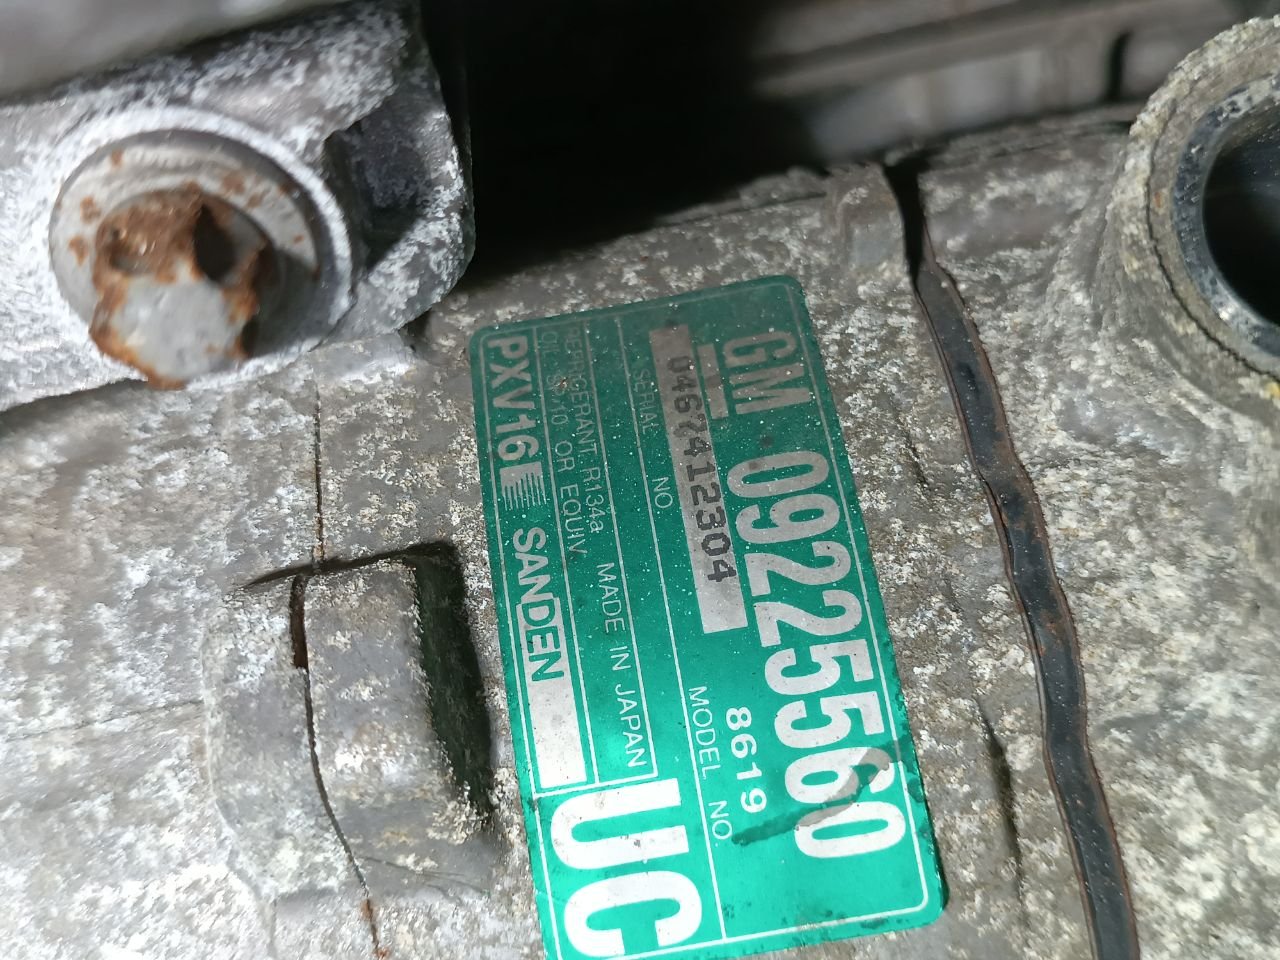 GM 09225560
0467412304 8619
SERIAL NO. MODEL NO.
REFRIGERANT R134a MADE IN JAPAN
OIL SP-10 OR EQUIV
PXV16 SANDEN
UC